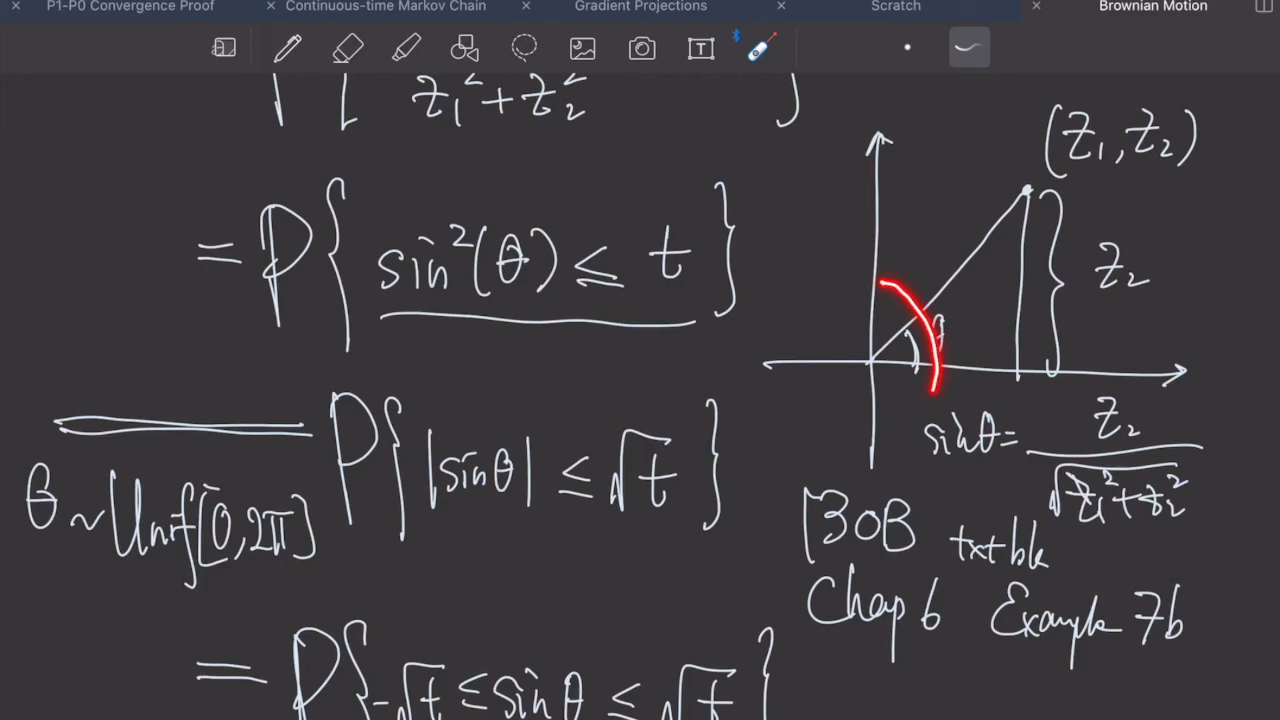 P1-P0 Convergence Proof
Continuous-time Markov Chain
Gradient Projections
Scratch
Brownian Motion
T
z₁² + z₂²
(z₁, z₂)
= P{ sin²(θ) ≤ t }
z₂
θ
θ ~ Unif[0, 2π]
P{ |sinθ| ≤ √t }
sinθ = z₂ / √(z₁² + z₂²)
130B txtbk
Chap 6 Example 7b
= P{ -√t ≤ sinθ ≤ √t }